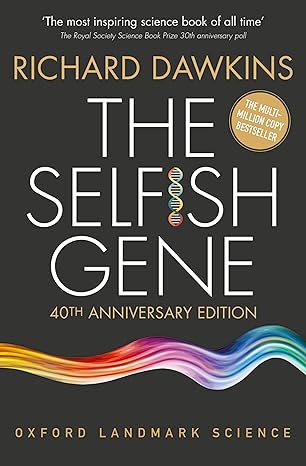 'The most inspiring science book of all time'
The Royal Society Science Book Prize 30th anniversary poll
RICHARD DAWKINS
THE
SELFISH
GENE
THE MULTI-
MILLION COPY
BESTSELLER
40TH ANNIVERSARY EDITION
OXFORD LANDMARK SCIENCE